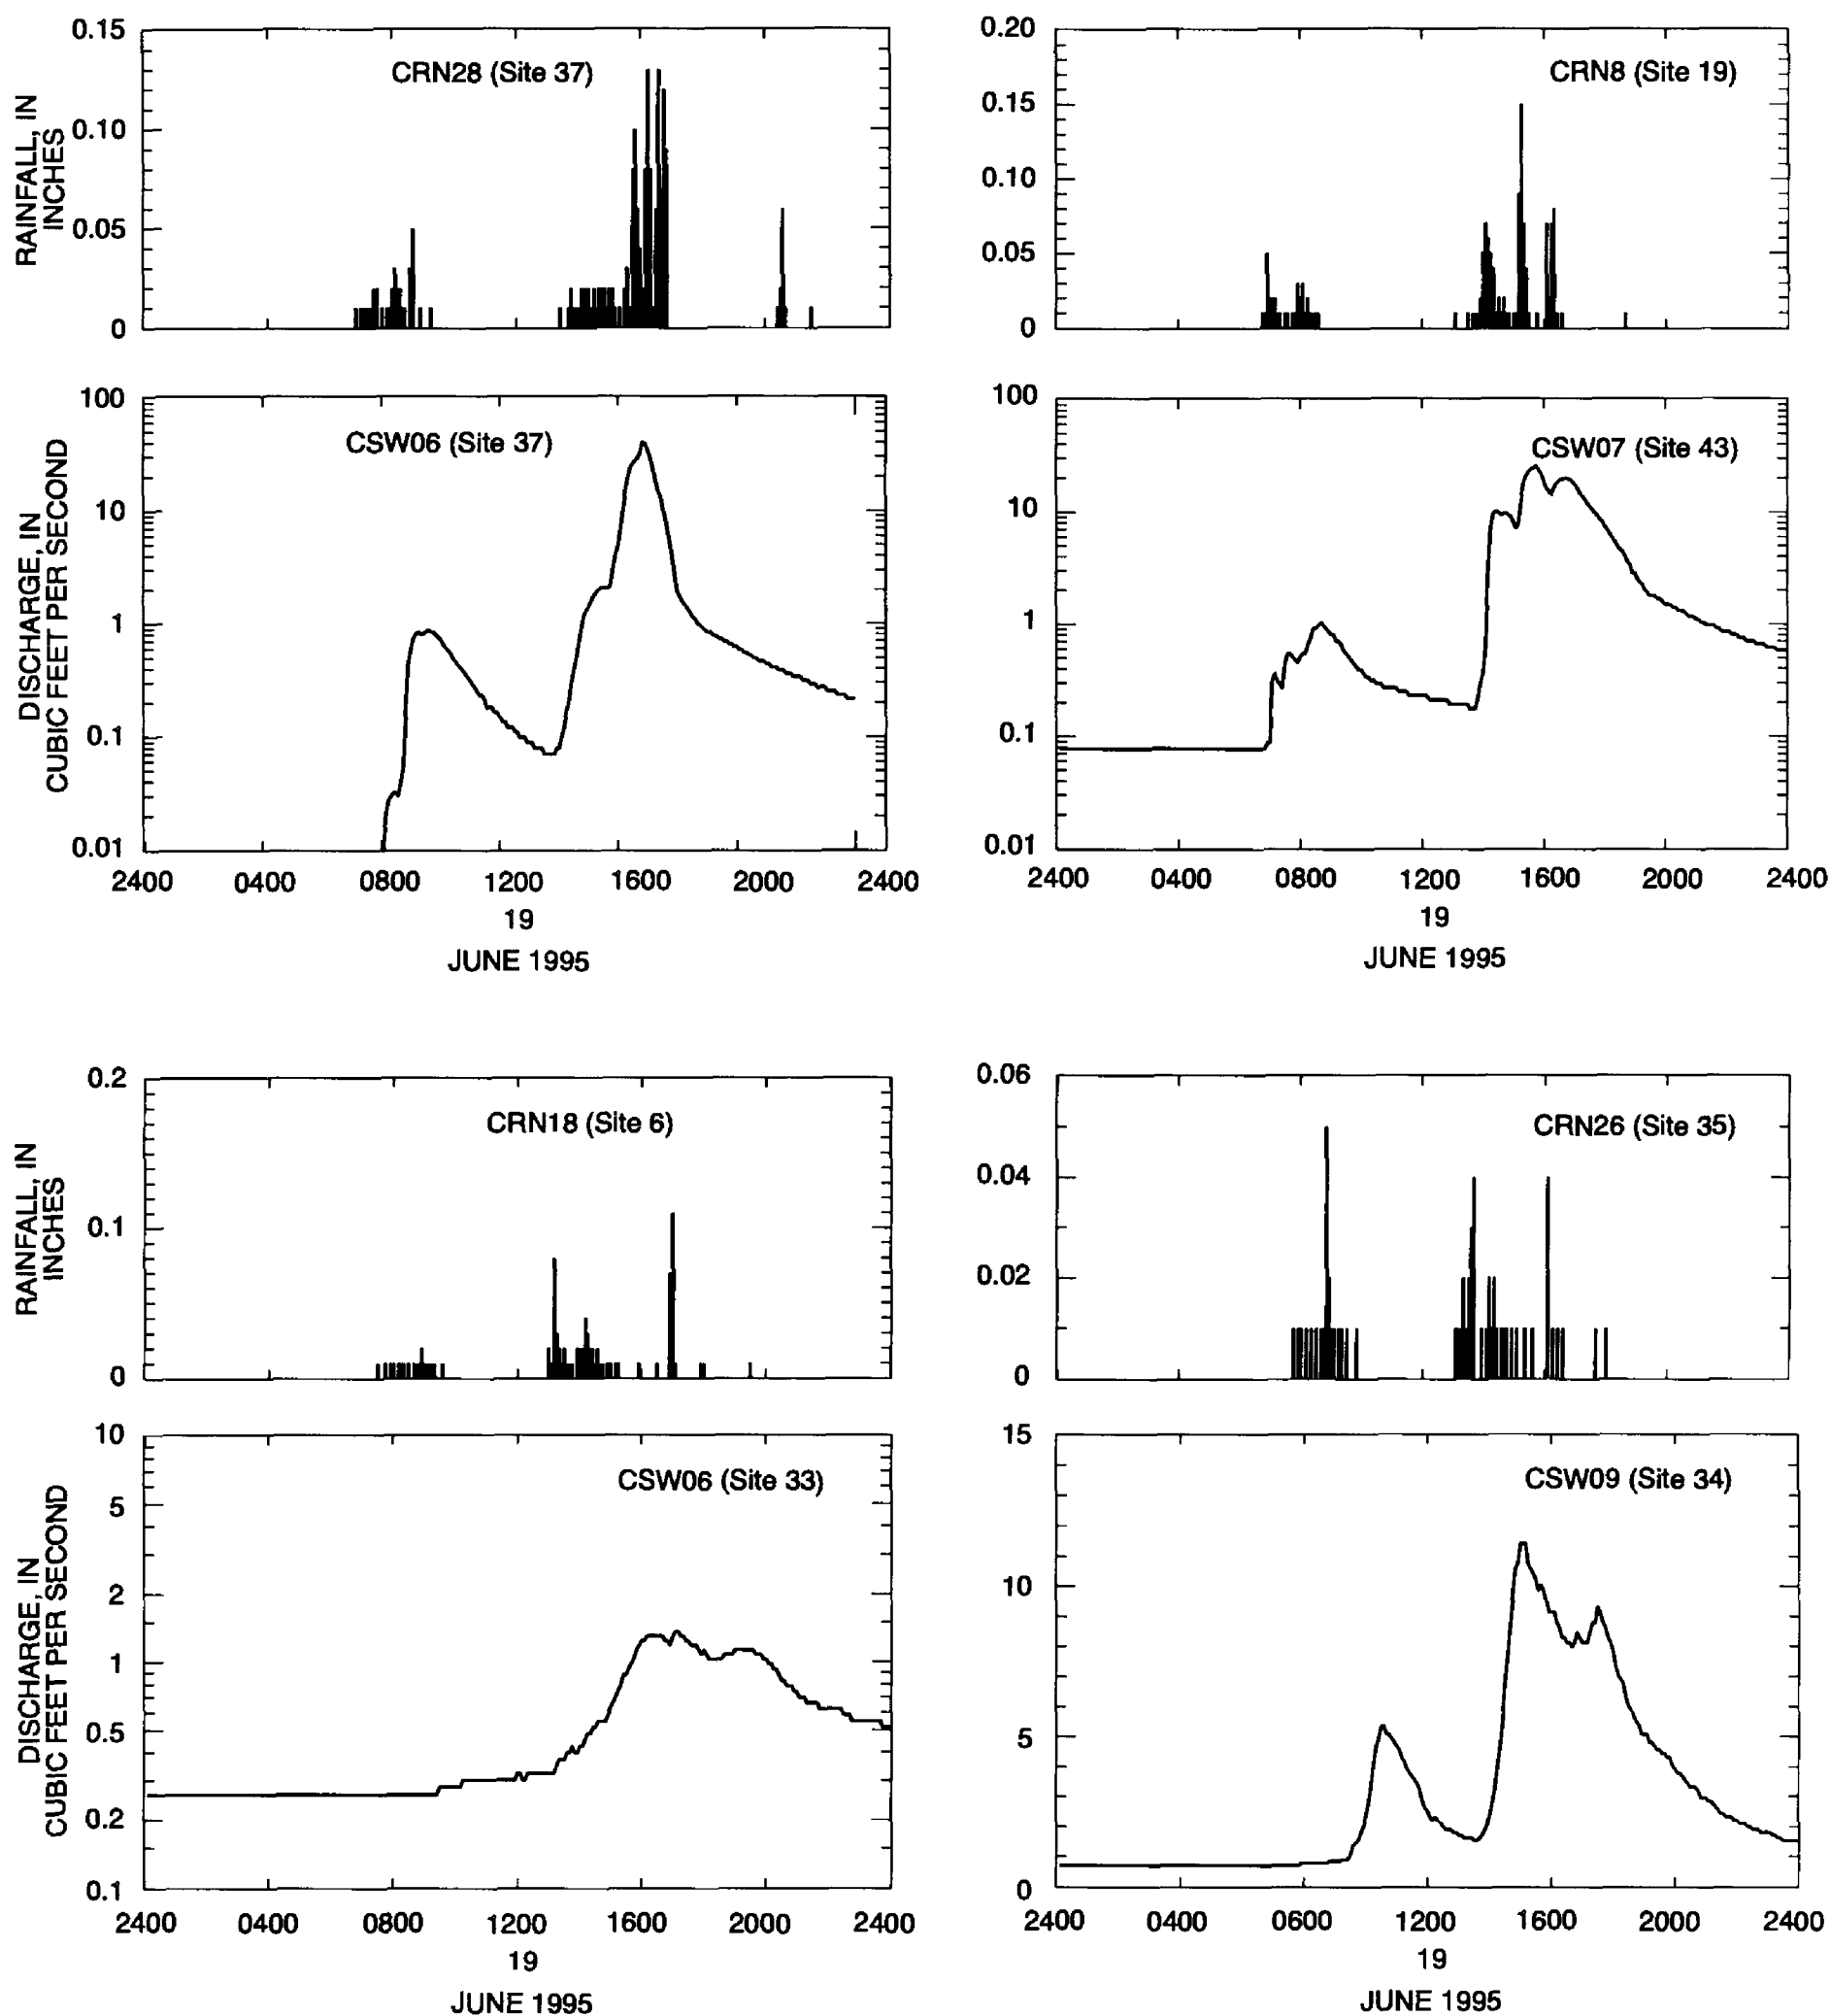 RAINFALL, IN
INCHES
0.15
0.10
0.05
0
CRN28 (Site 37)
0.20
0.15
0.10
0.05
0
CRN8 (Site 19)
DISCHARGE, IN
CUBIC FEET PER SECOND
100
10
1
0.1
0.01
CSW06 (Site 37)
2400 0400 0800 1200 1600 2000 2400
19
JUNE 1995
100
10
1
0.1
0.01
CSW07 (Site 43)
2400 0400 0800 1200 1600 2000 2400
19
JUNE 1995
RAINFALL, IN
INCHES
0.2
0.1
0
CRN18 (Site 6)
0.06
0.04
0.02
0
CRN26 (Site 35)
DISCHARGE, IN
CUBIC FEET PER SECOND
10
5
2
1
0.5
0.2
0.1
CSW06 (Site 33)
2400 0400 0800 1200 1600 2000 2400
19
JUNE 1995
15
10
5
0
CSW09 (Site 34)
2400 0400 0600 1200 1600 2000 2400
19
JUNE 1995